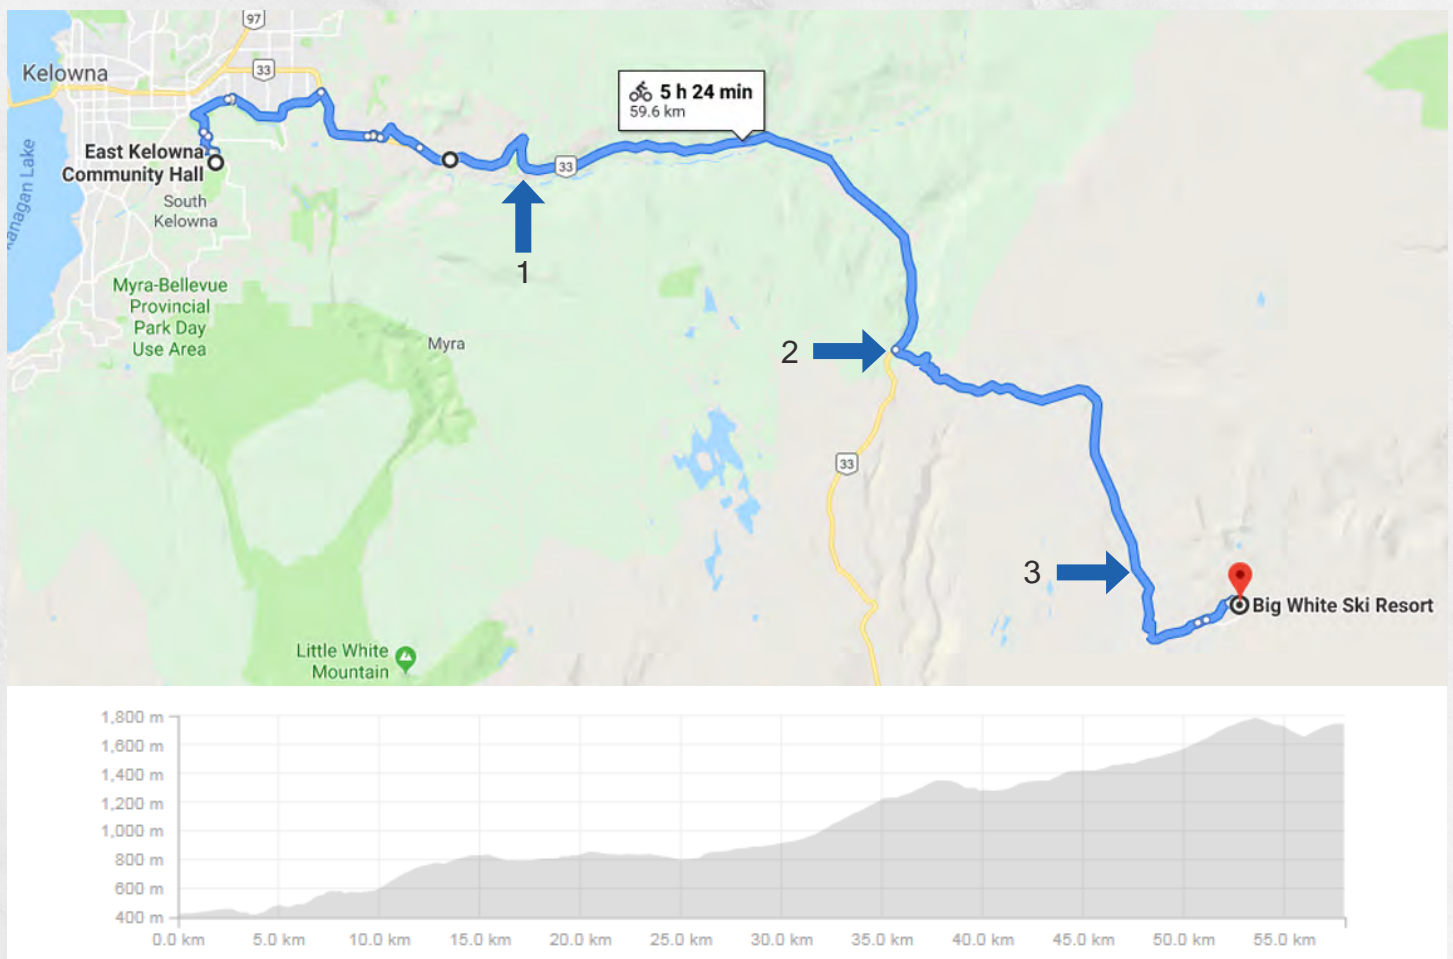 97
Kelowna
33
5 h 24 min
59.6 km
East Kelowna
Community Hall
33
South
Kelowna
anagan Lake
1
Myra-Bellevue
Provincial
Park Day
Use Area
Myra
2
33
3
Big White Ski Resort
Little White
Mountain
1,800 m
1,600 m
1,400 m
1,200 m
1,000 m
800 m
600 m
400 m
0.0 km 5.0 km 10.0 km 15.0 km 20.0 km 25.0 km 30.0 km 35.0 km 40.0 km 45.0 km 50.0 km 55.0 km